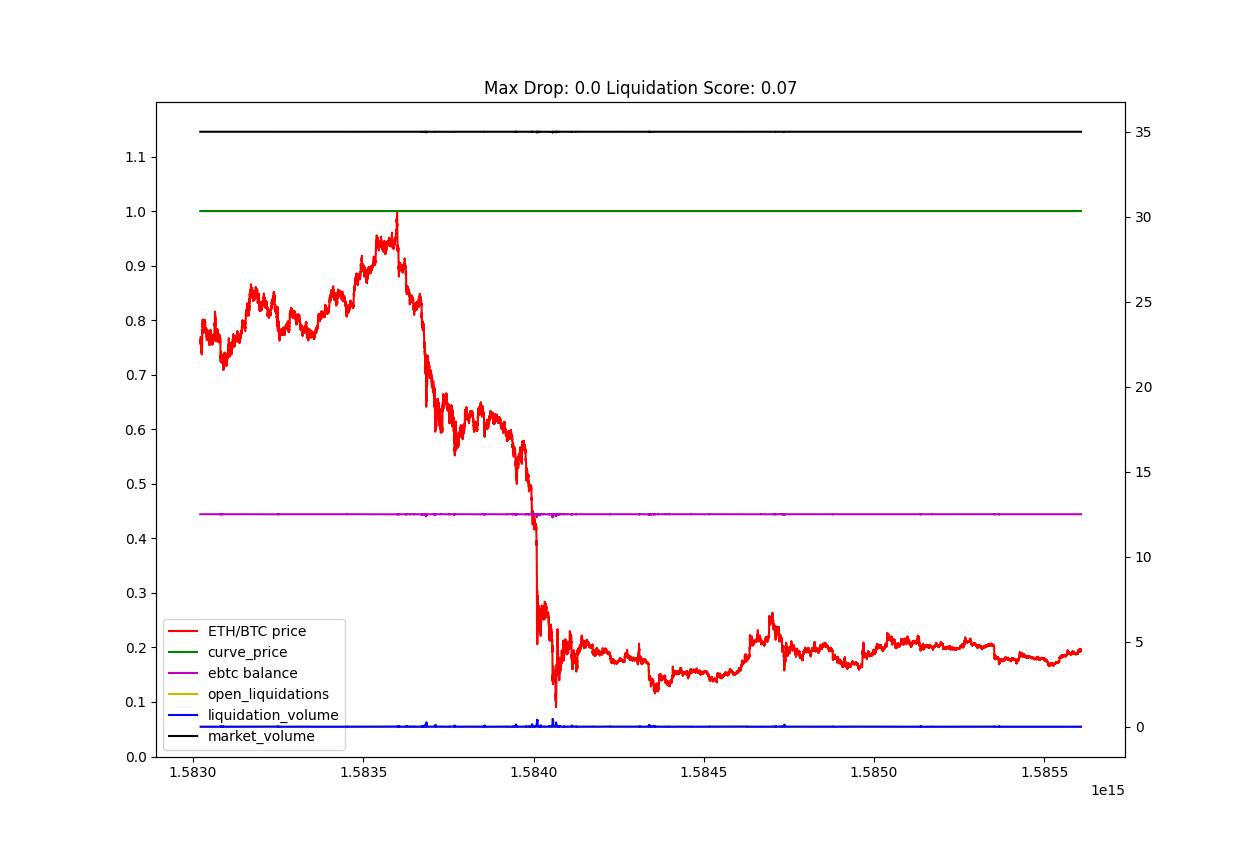 Max Drop: 0.0 Liquidation Score: 0.07
1.1
1.0
0.9
0.8
0.7
0.6
0.5
0.4
0.3
0.2
0.1
0.0
35
30
25
20
15
10
5
0
ETH/BTC price
curve_price
ebtc balance
open_liquidations
liquidation_volume
market_volume
1.5830 1.5835 1.5840 1.5845 1.5850 1.5855
1e15